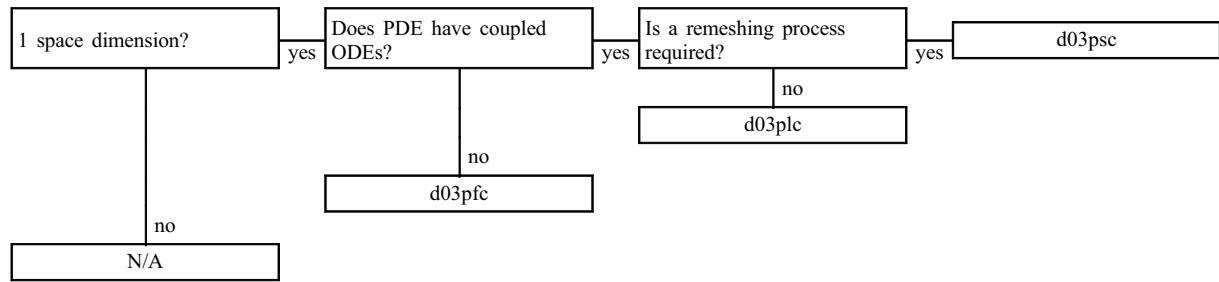 1 space dimension?
yes
Does PDE have coupled
ODEs?
yes
Is a remeshing process
required?
yes
d03psc
no
d03plc
no
d03pfc
no
N/A